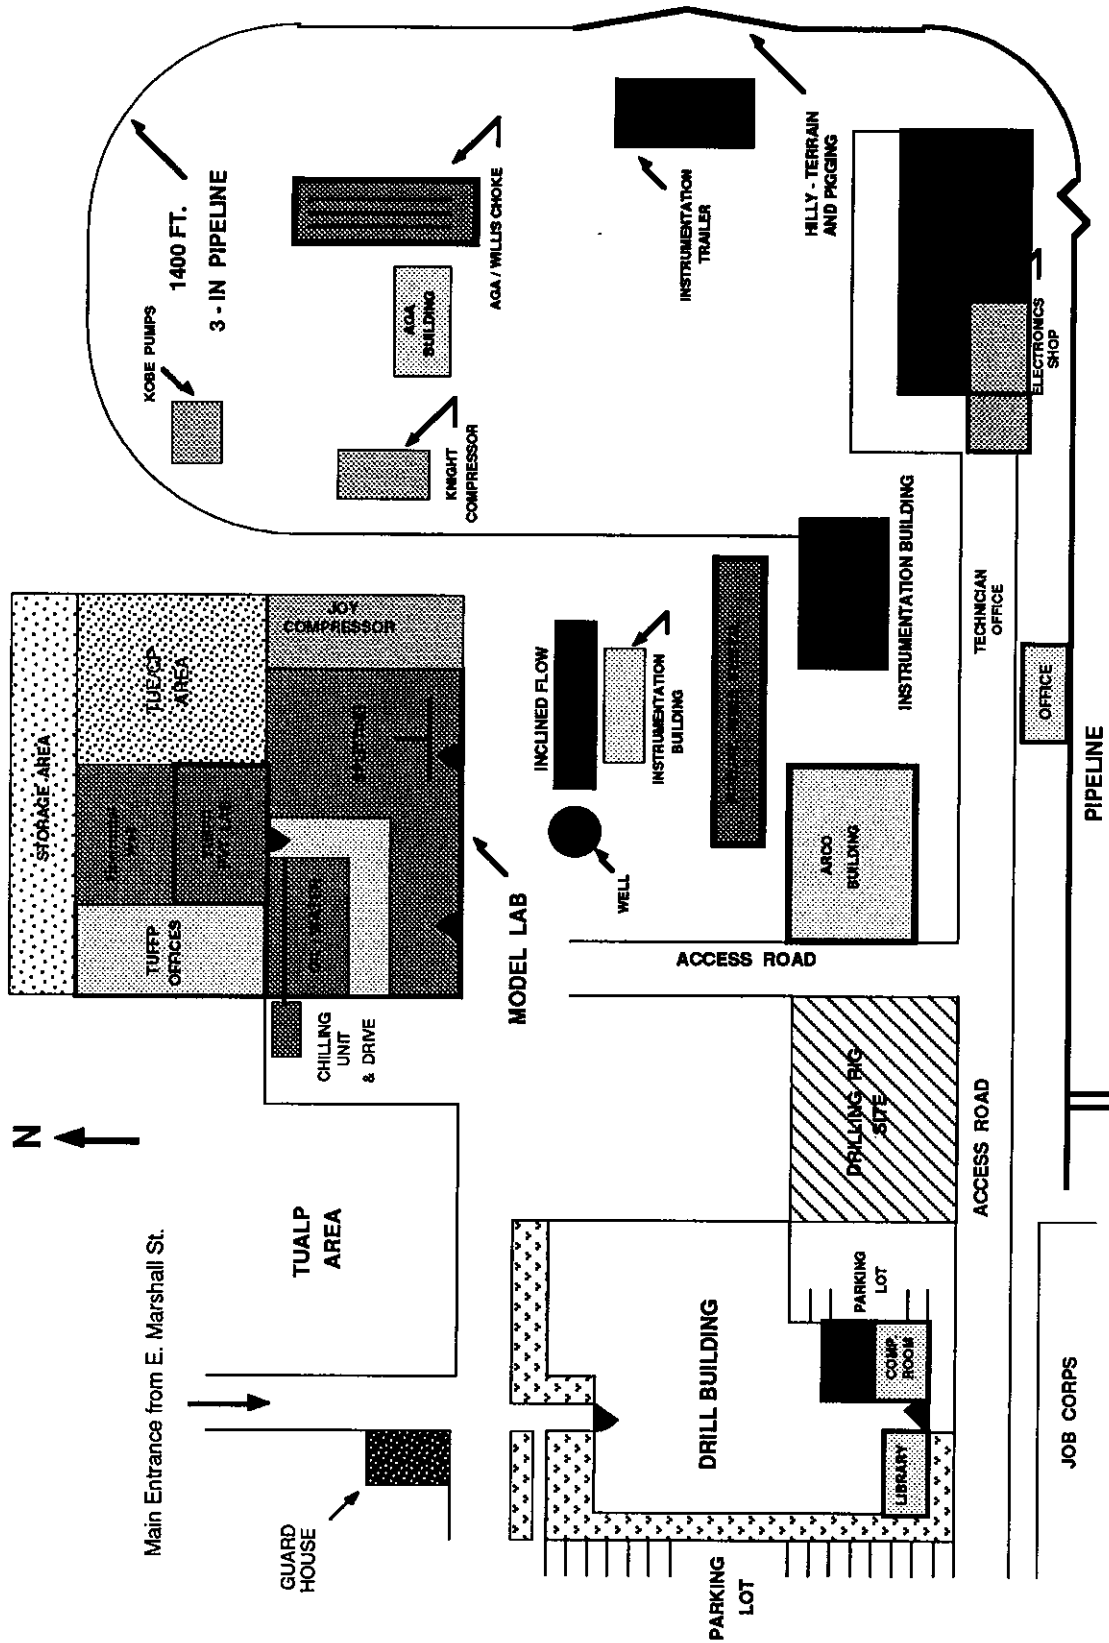 N
Main Entrance from E. Marshall St.
GUARD
HOUSE
TUALP
AREA
STORAGE AREA
TUFFP
OFFICES
TUE/CP
AREA
JOY
COMPRESSOR
CHILLING
UNIT
& DRIVE
MODEL LAB
KOBE PUMPS
1400 FT.
3 - IN PIPELINE
KNIGHT
COMPRESSOR
AGA
BUILDING
AGA / WILLIS CHOKE
INSTRUMENTATION
TRAILER
HILLY - TERRAIN
AND PIGGING
INCLINED FLOW
INSTRUMENTATION
BUILDING
WELL
INSTRUMENTATION BUILDING
ARCO
BUILDING
ACCESS ROAD
DRILLING RIG
SITE
PARKING
LOT
DRILL BUILDING
COMP
ROOM
LIBRARY
PARKING
LOT
ACCESS ROAD
TECHNICIAN
OFFICE
ELECTRONICS
SHOP
OFFICE
PIPELINE
JOB CORPS